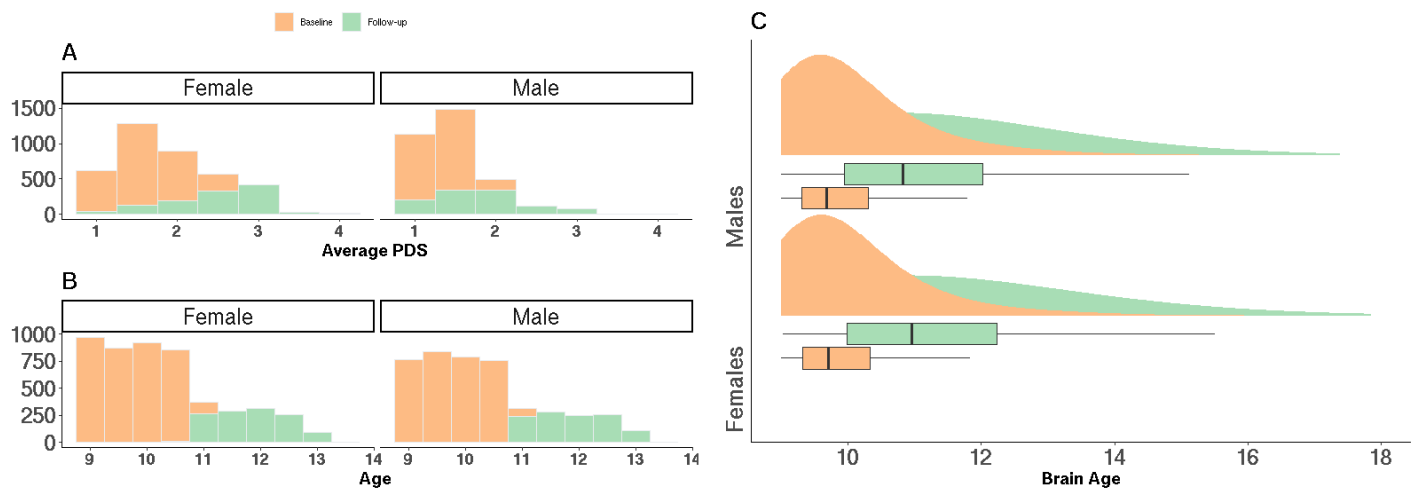 Baseline Follow-up
A
Female Male
1500
1000
500
0
1 2 3 4 1 2 3 4
Average PDS
B
Female Male
1000
750
500
250
0
9 10 11 12 13 14 9 10 11 12 13 14
Age
C
Males
Females
10 12 14 16 18
Brain Age